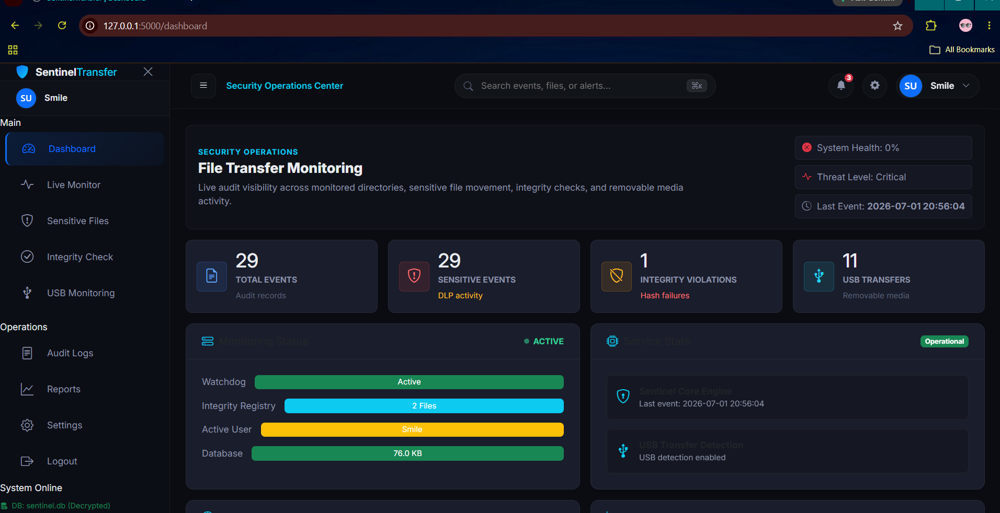 127.0.0.1:5000/dashboard
All Bookmarks
SentinelTransfer
SU Smile
Main
Dashboard
Live Monitor
Sensitive Files
Integrity Check
USB Monitoring
Operations
Audit Logs
Reports
Settings
Logout
System Online
DB: sentinel.db (Decrypted)
Security Operations Center
Search events, files, or alerts... ⌘K
3
SU Smile
SECURITY OPERATIONS
File Transfer Monitoring
Live audit visibility across monitored directories, sensitive file movement, integrity checks, and removable media
activity.
System Health: 0%
Threat Level: Critical
Last Event: 2026-07-01 20:56:04
29
TOTAL EVENTS
Audit records
29
SENSITIVE EVENTS
DLP activity
1
INTEGRITY VIOLATIONS
Hash failures
11
USB TRANSFERS
Removable media
Monitoring Status
ACTIVE
Watchdog Active
Integrity Registry 2 Files
Active User Smile
Database 76.0 KB
Service State
Operational
Sentinel Core Engine
Last event: 2026-07-01 20:56:04
USB Transfer Detection
USB detection enabled